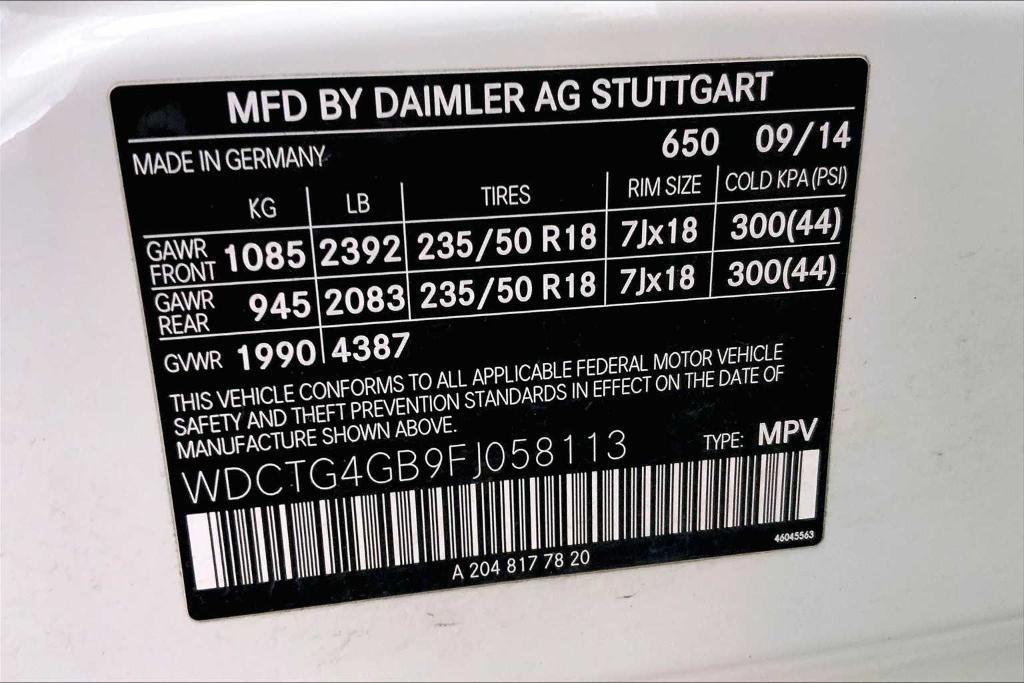 MFD BY DAIMLER AG STUTTGART
MADE IN GERMANY 650 09/14
KG LB TIRES RIM SIZE COLD KPA(PSI)
GAWR FRONT 1085 2392 235/50 R18 7Jx18 300(44)
GAWR REAR 945 2083 235/50 R18 7Jx18 300(44)
GVWR 1990 4387
THIS VEHICLE CONFORMS TO ALL APPLICABLE FEDERAL MOTOR VEHICLE
SAFETY AND THEFT PREVENTION STANDARDS IN EFFECT ON THE DATE OF
MANUFACTURE SHOWN ABOVE.
WDCTG4GB9FJ058113 TYPE: MPV
46045563
A 204 817 78 20